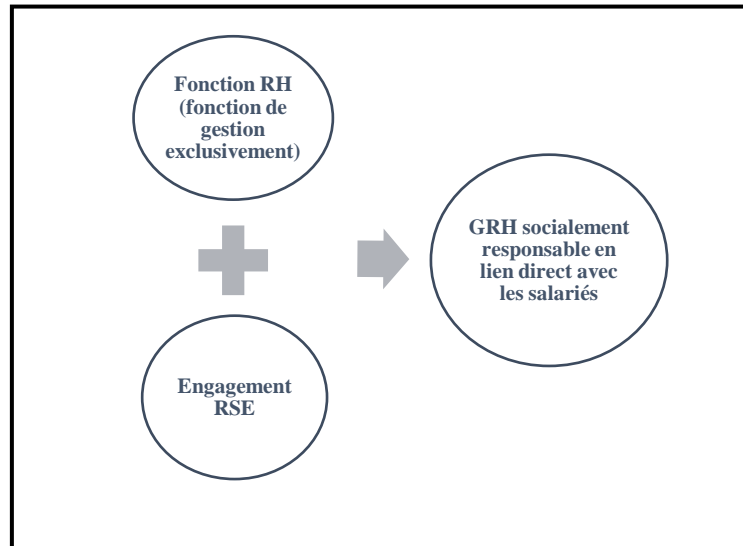 Fonction RH
(fonction de
gestion
exclusivement)
Engagement
RSE
GRH socialement
responsable en
lien direct avec
les salariés